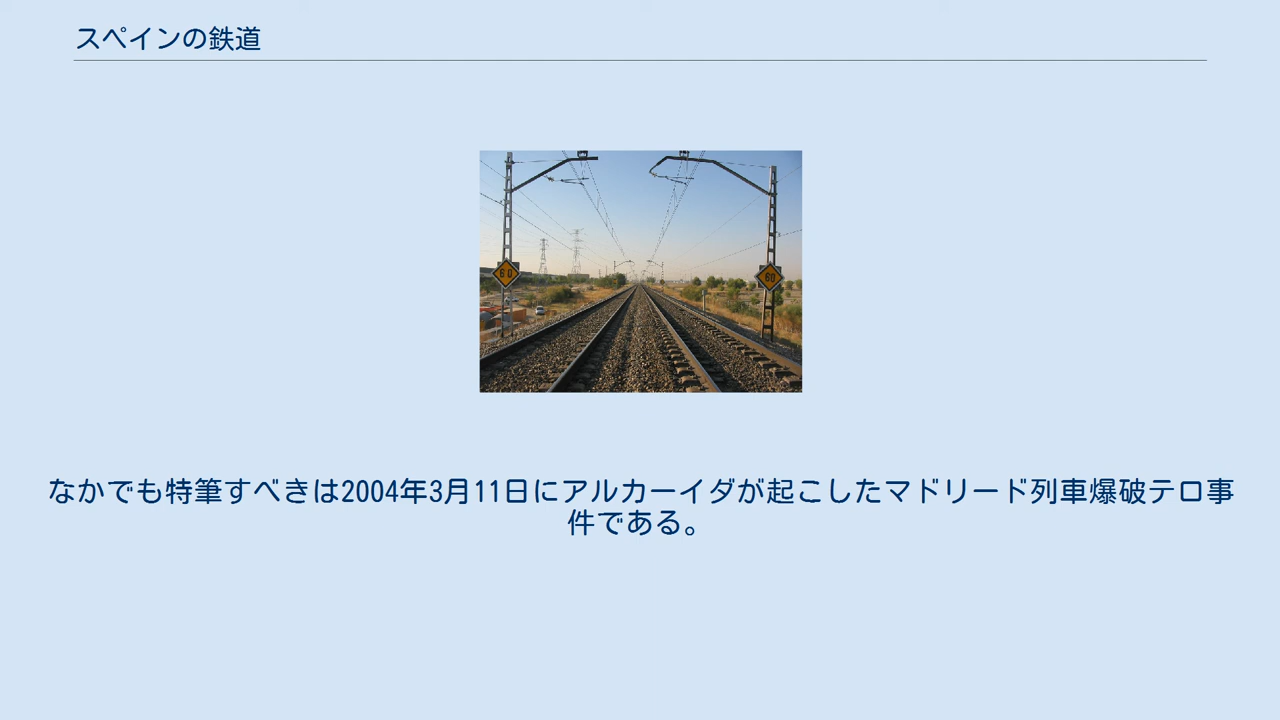 スペインの鉄道
60
60
なかでも特筆すべきは2004年3月11日にアルカーイダが起こしたマドリード列車爆破テロ事
件である。